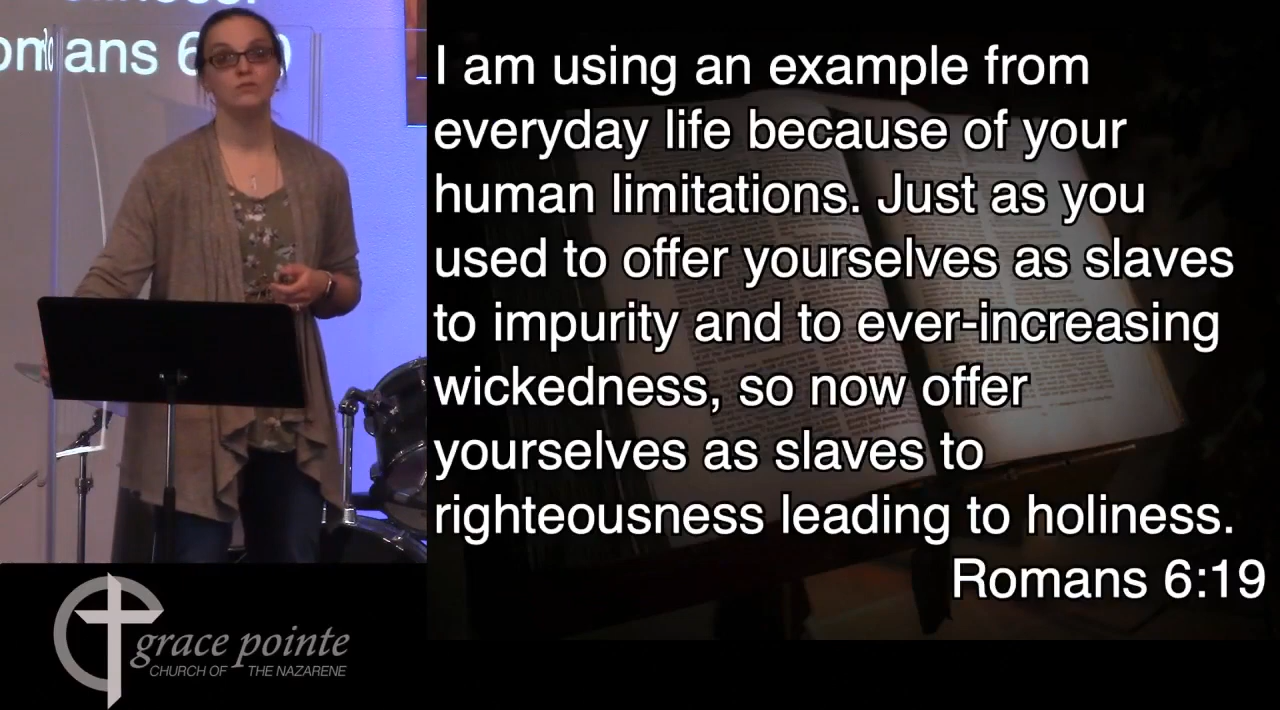 I am using an example from
everyday life because of your
human limitations. Just as you
used to offer yourselves as slaves
to impurity and to ever-increasing
wickedness, so now offer
yourselves as slaves to
righteousness leading to holiness.
Romans 6:19
grace pointe
CHURCH OF THE NAZARENE